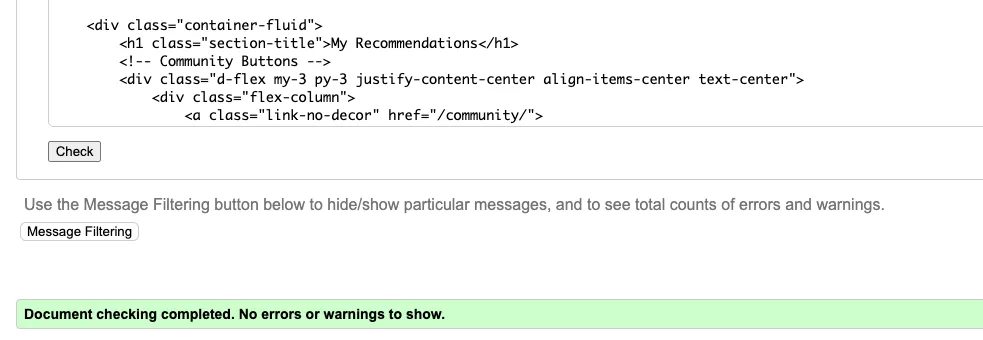 <div class="container-fluid">
<h1 class="section-title">My Recommendations</h1>
<!-- Community Buttons -->
<div class="d-flex my-3 py-3 justify-content-center align-items-center text-center">
<div class="flex-column">
<a class="link-no-decor" href="/community/">
Check
Use the Message Filtering button below to hide/show particular messages, and to see total counts of errors and warnings.
Message Filtering
Document checking completed. No errors or warnings to show.